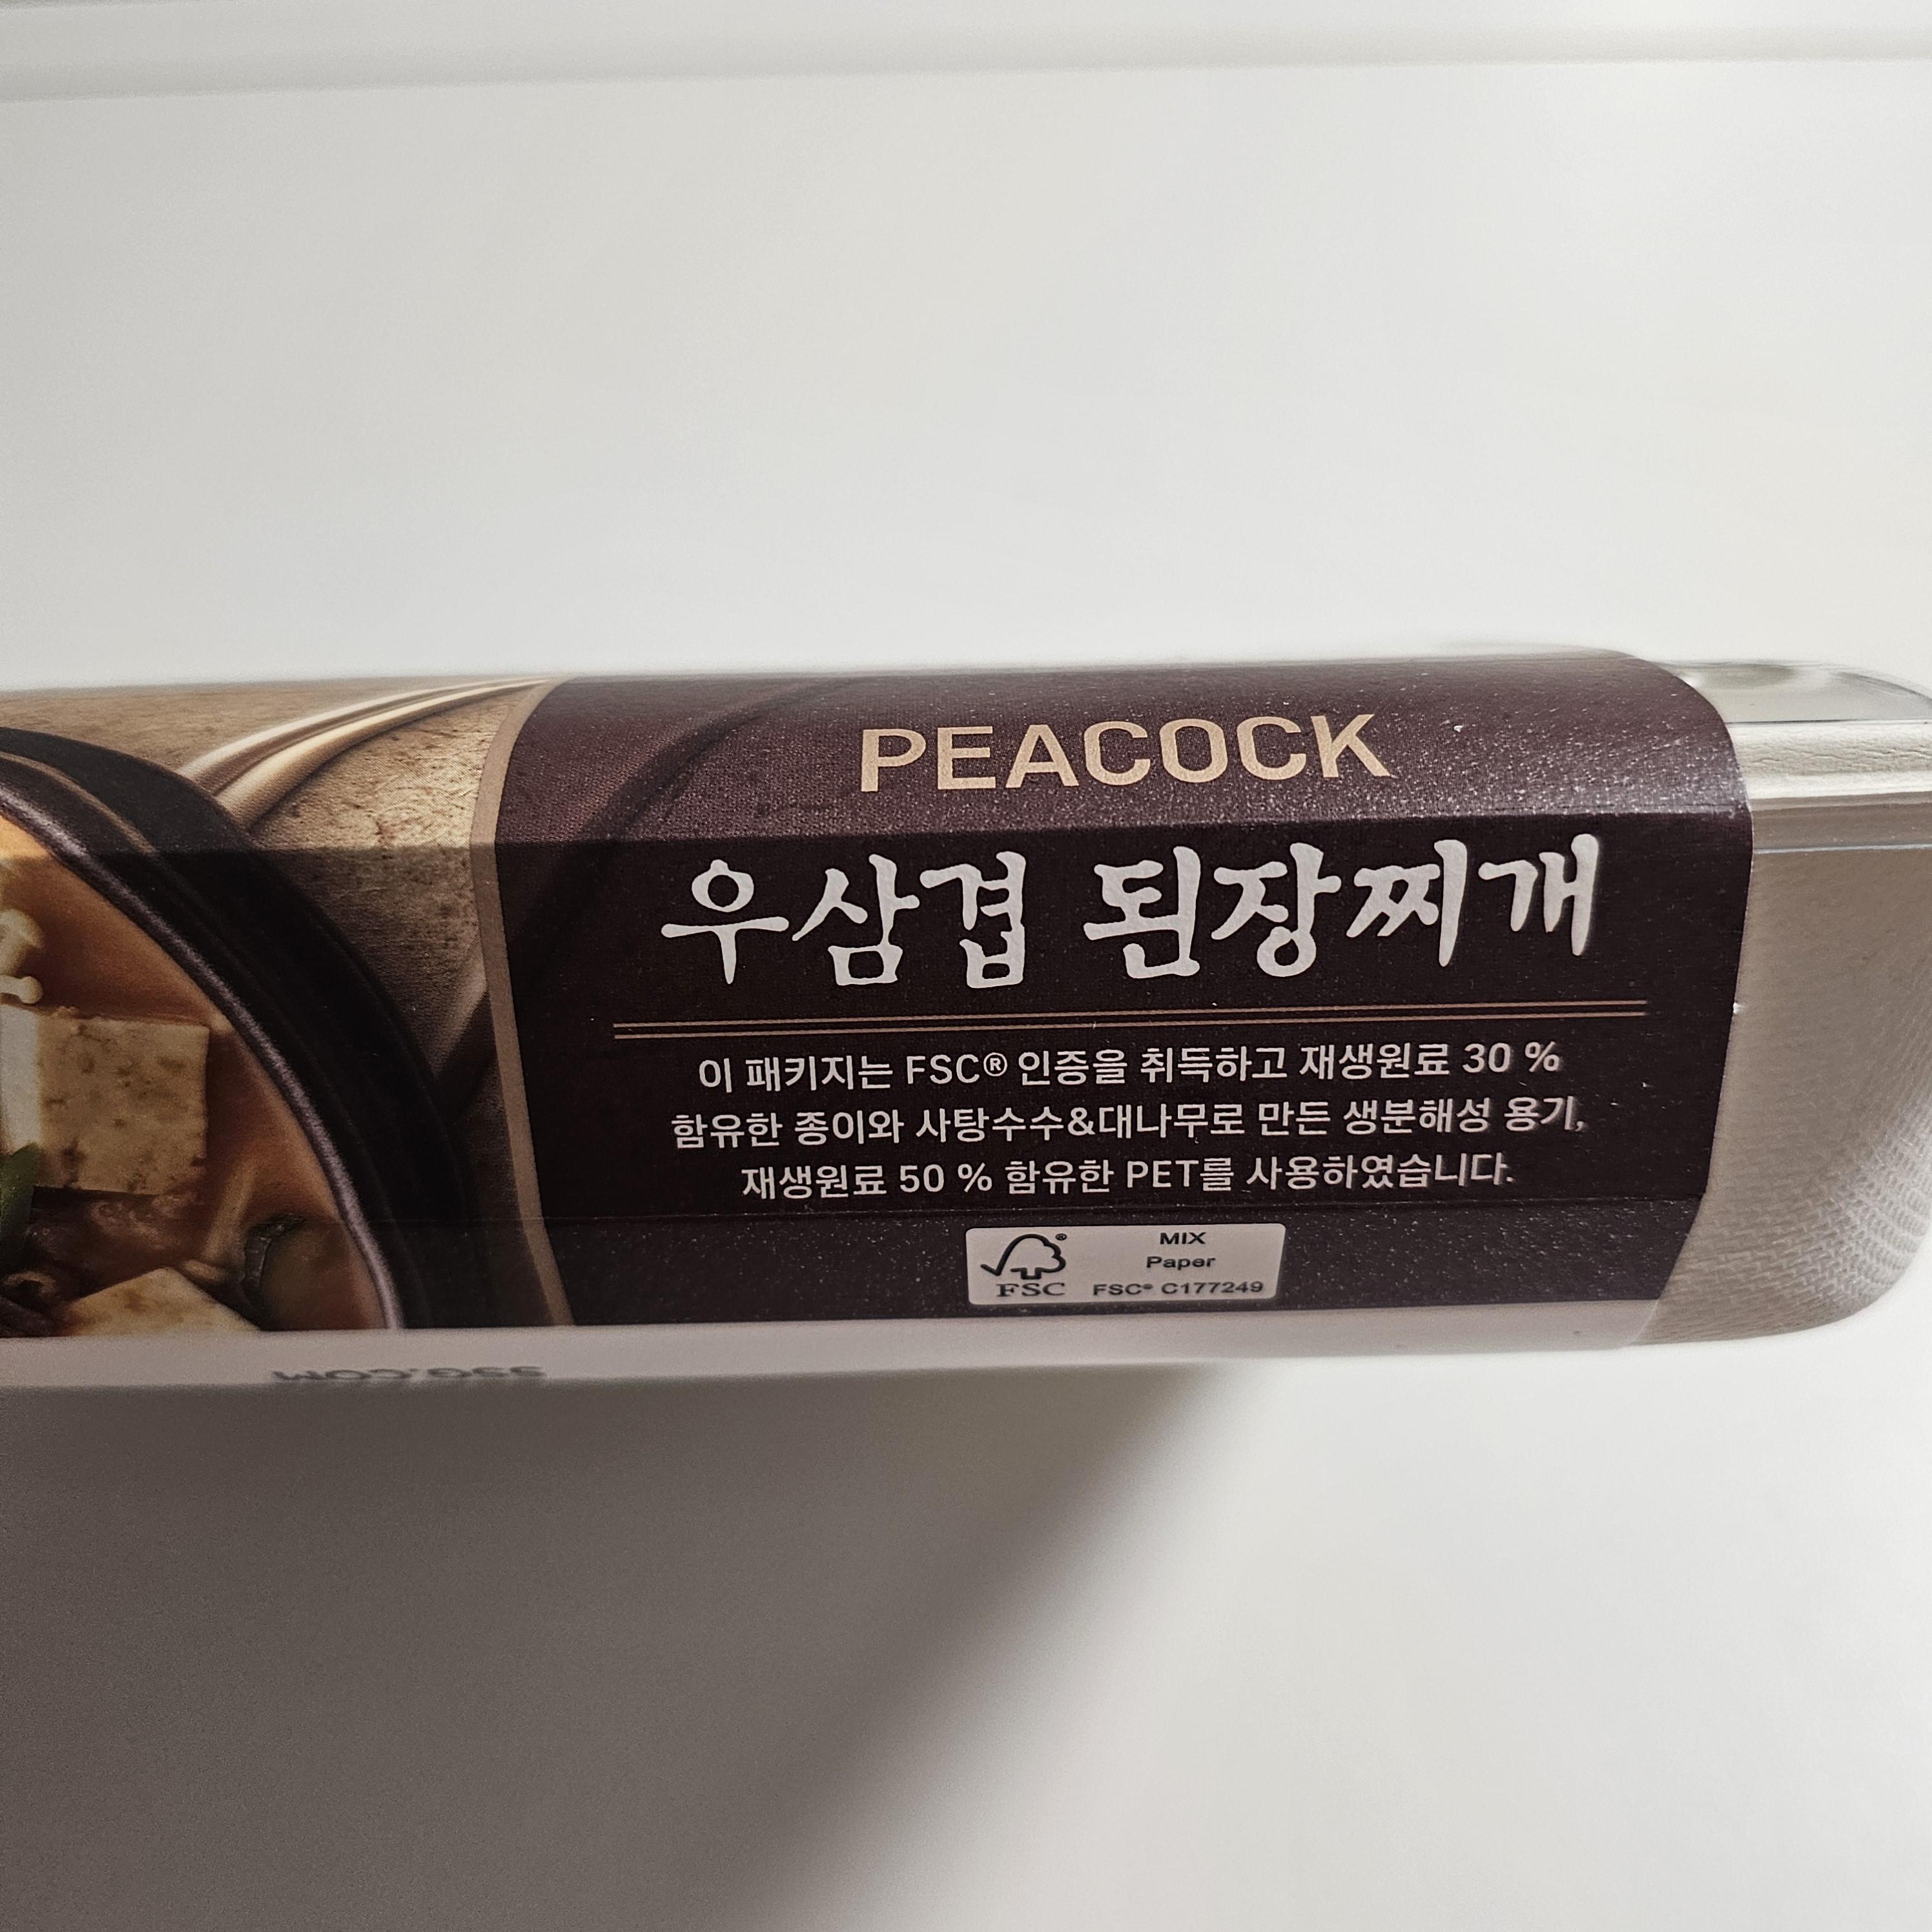 PEACOCK
우삼겹 된장찌개
이 패키지는 FSC® 인증을 취득하고 재생원료 30 %
함유한 종이와 사탕수수&대나무로 만든 생분해성 용기,
재생원료 50 % 함유한 PET를 사용하였습니다.
FSC®
MIX
Paper
FSC® C177249
SSG.COM